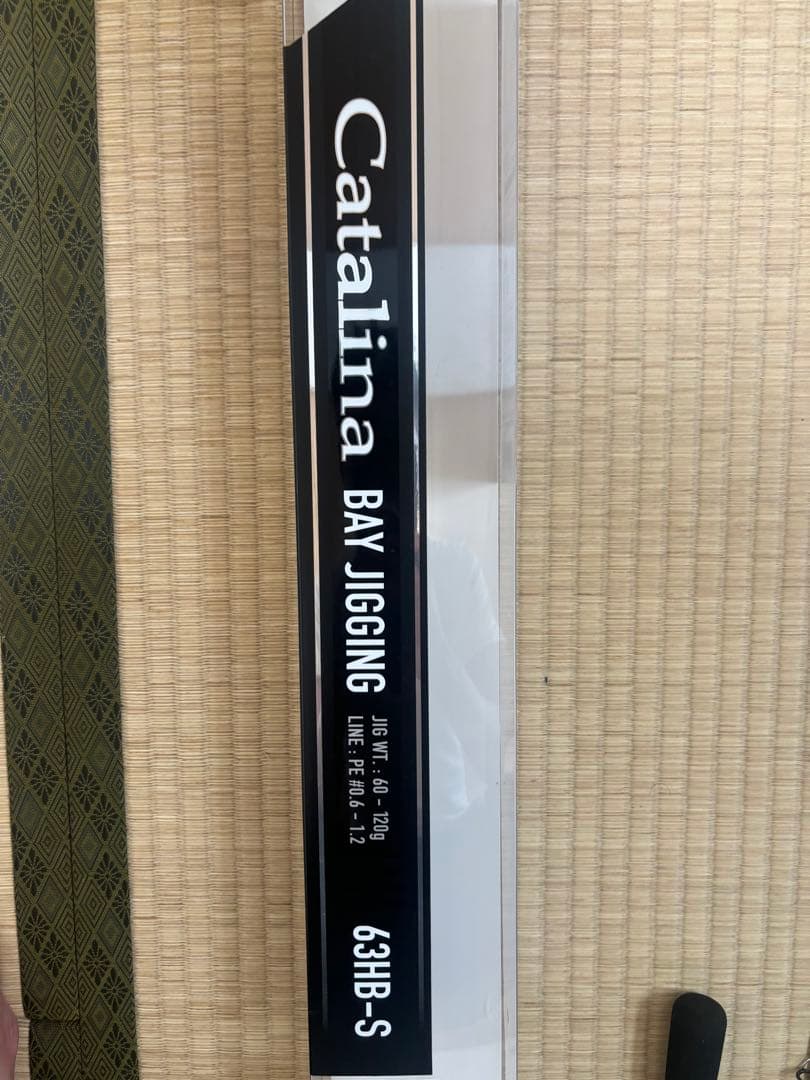 Catalina BAY JIGGING
JIG WT. : 60 - 120g
LINE : PE #0.6 - 1.2
63HB-S